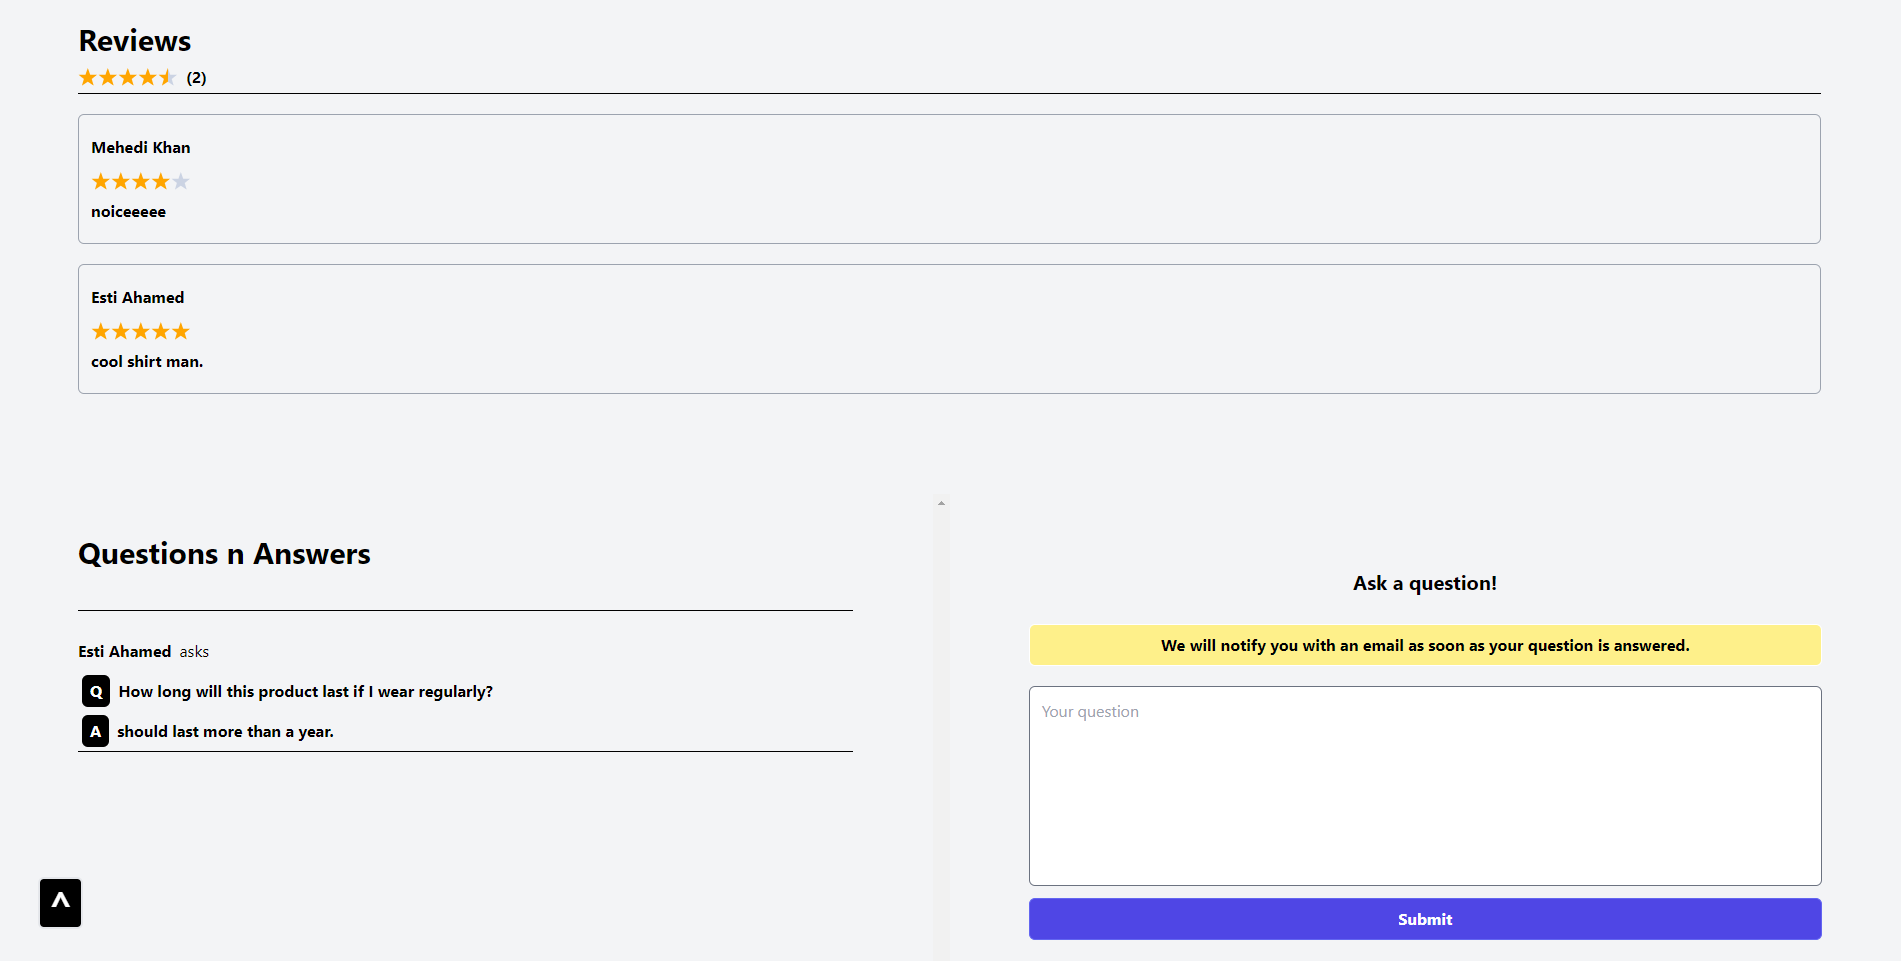 Reviews
(2)
Mehedi Khan
noiceeeee
Esti Ahamed
cool shirt man.
Questions n Answers
Esti Ahamed asks
Q How long will this product last if I wear regularly?
A should last more than a year.
Ask a question!
We will notify you with an email as soon as your question is answered.
Your question
Submit
^